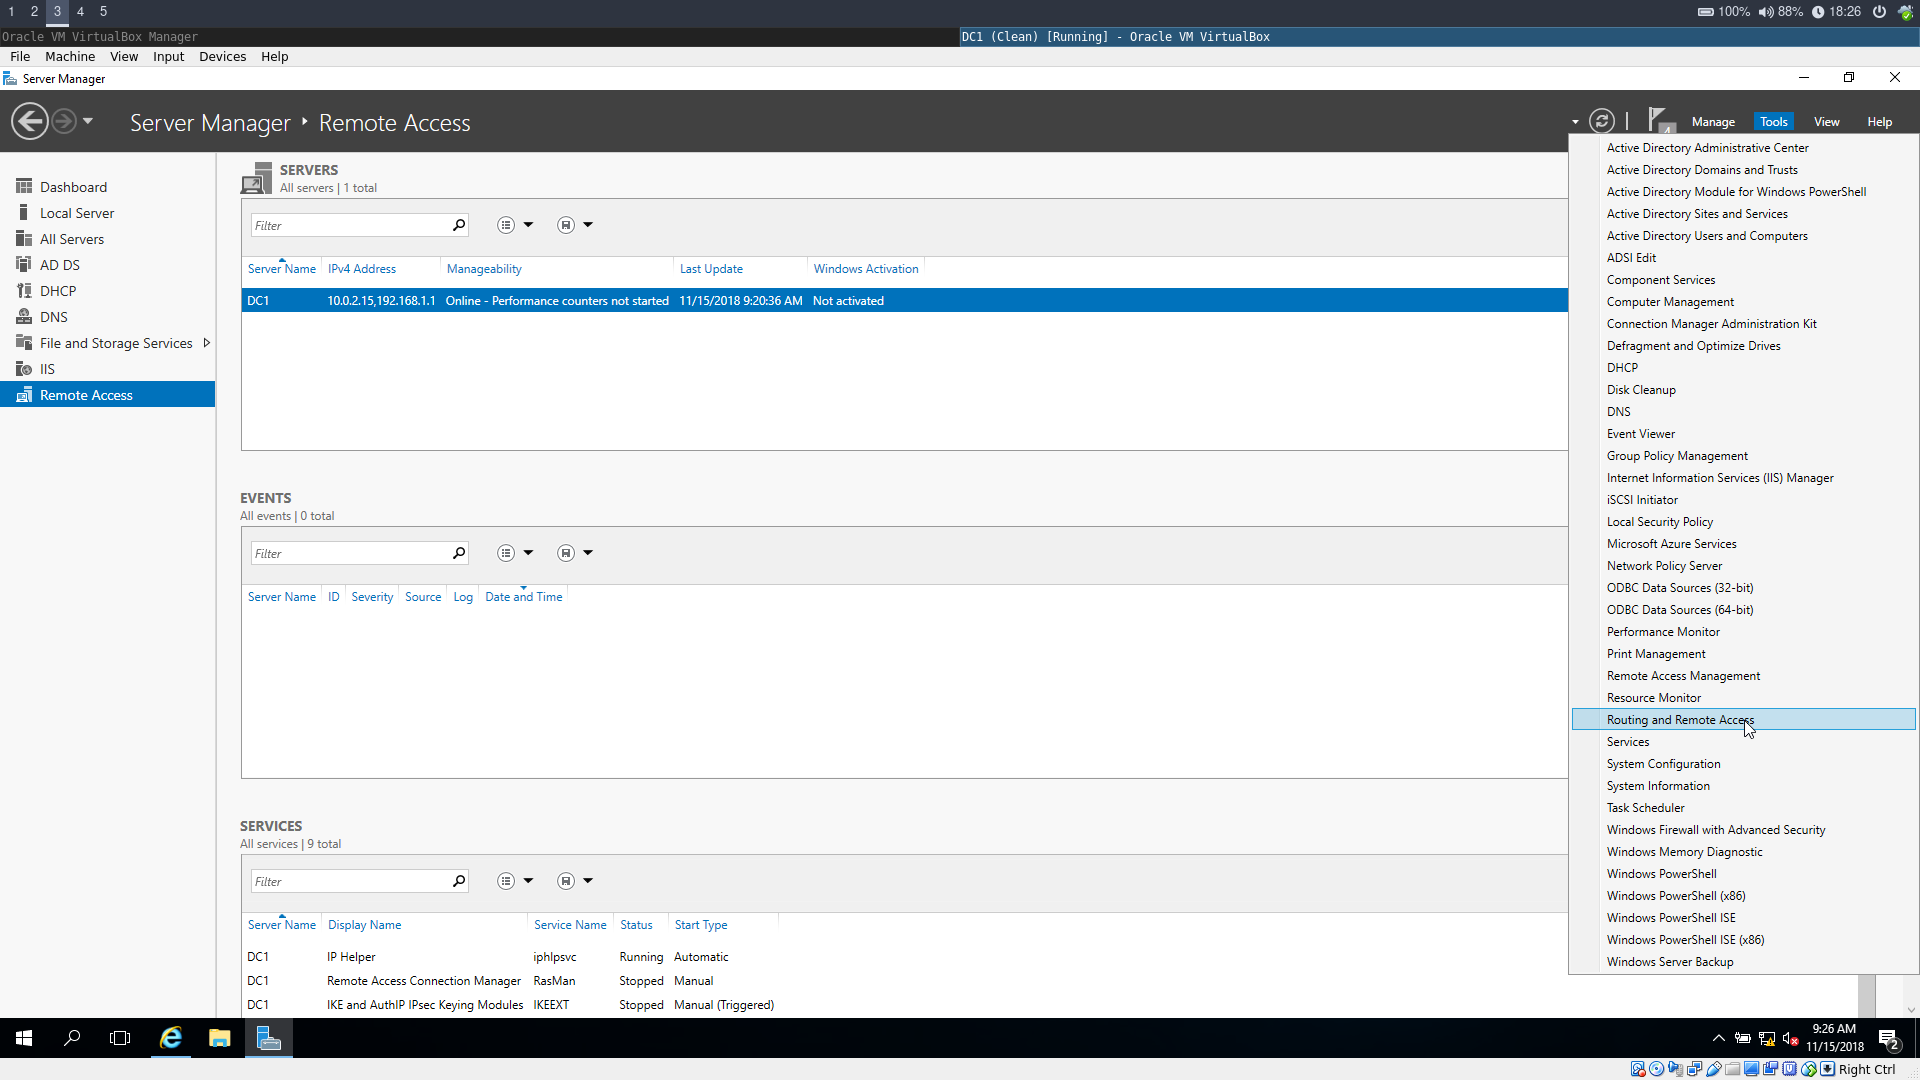 1 2 3 4 5
100% 88% 18:26
Oracle VM VirtualBox Manager
DC1 (Clean) [Running] - Oracle VM VirtualBox
File Machine View Input Devices Help
Server Manager
Server Manager Remote Access
4 Manage Tools View Help
Dashboard
Local Server
All Servers
AD DS
DHCP
DNS
File and Storage Services
IIS
Remote Access
SERVERS
All servers | 1 total
Filter
Server Name IPv4 Address Manageability Last Update Windows Activation
DC1 10.0.2.15,192.168.1.1 Online - Performance counters not started 11/15/2018 9:20:36 AM Not activated
EVENTS
All events | 0 total
Filter
Server Name ID Severity Source Log Date and Time
SERVICES
All services | 9 total
Filter
Server Name Display Name Service Name Status Start Type
DC1 IP Helper iphlpsvc Running Automatic
DC1 Remote Access Connection Manager RasMan Stopped Manual
DC1 IKE and AuthIP IPsec Keying Modules IKEEXT Stopped Manual (Triggered)
Active Directory Administrative Center
Active Directory Domains and Trusts
Active Directory Module for Windows PowerShell
Active Directory Sites and Services
Active Directory Users and Computers
ADSI Edit
Component Services
Computer Management
Connection Manager Administration Kit
Defragment and Optimize Drives
DHCP
Disk Cleanup
DNS
Event Viewer
Group Policy Management
Internet Information Services (IIS) Manager
iSCSI Initiator
Local Security Policy
Microsoft Azure Services
Network Policy Server
ODBC Data Sources (32-bit)
ODBC Data Sources (64-bit)
Performance Monitor
Print Management
Remote Access Management
Resource Monitor
Routing and Remote Access
Services
System Configuration
System Information
Task Scheduler
Windows Firewall with Advanced Security
Windows Memory Diagnostic
Windows PowerShell
Windows PowerShell (x86)
Windows PowerShell ISE
Windows PowerShell ISE (x86)
Windows Server Backup
9:26 AM
11/15/2018
2
Right Ctrl